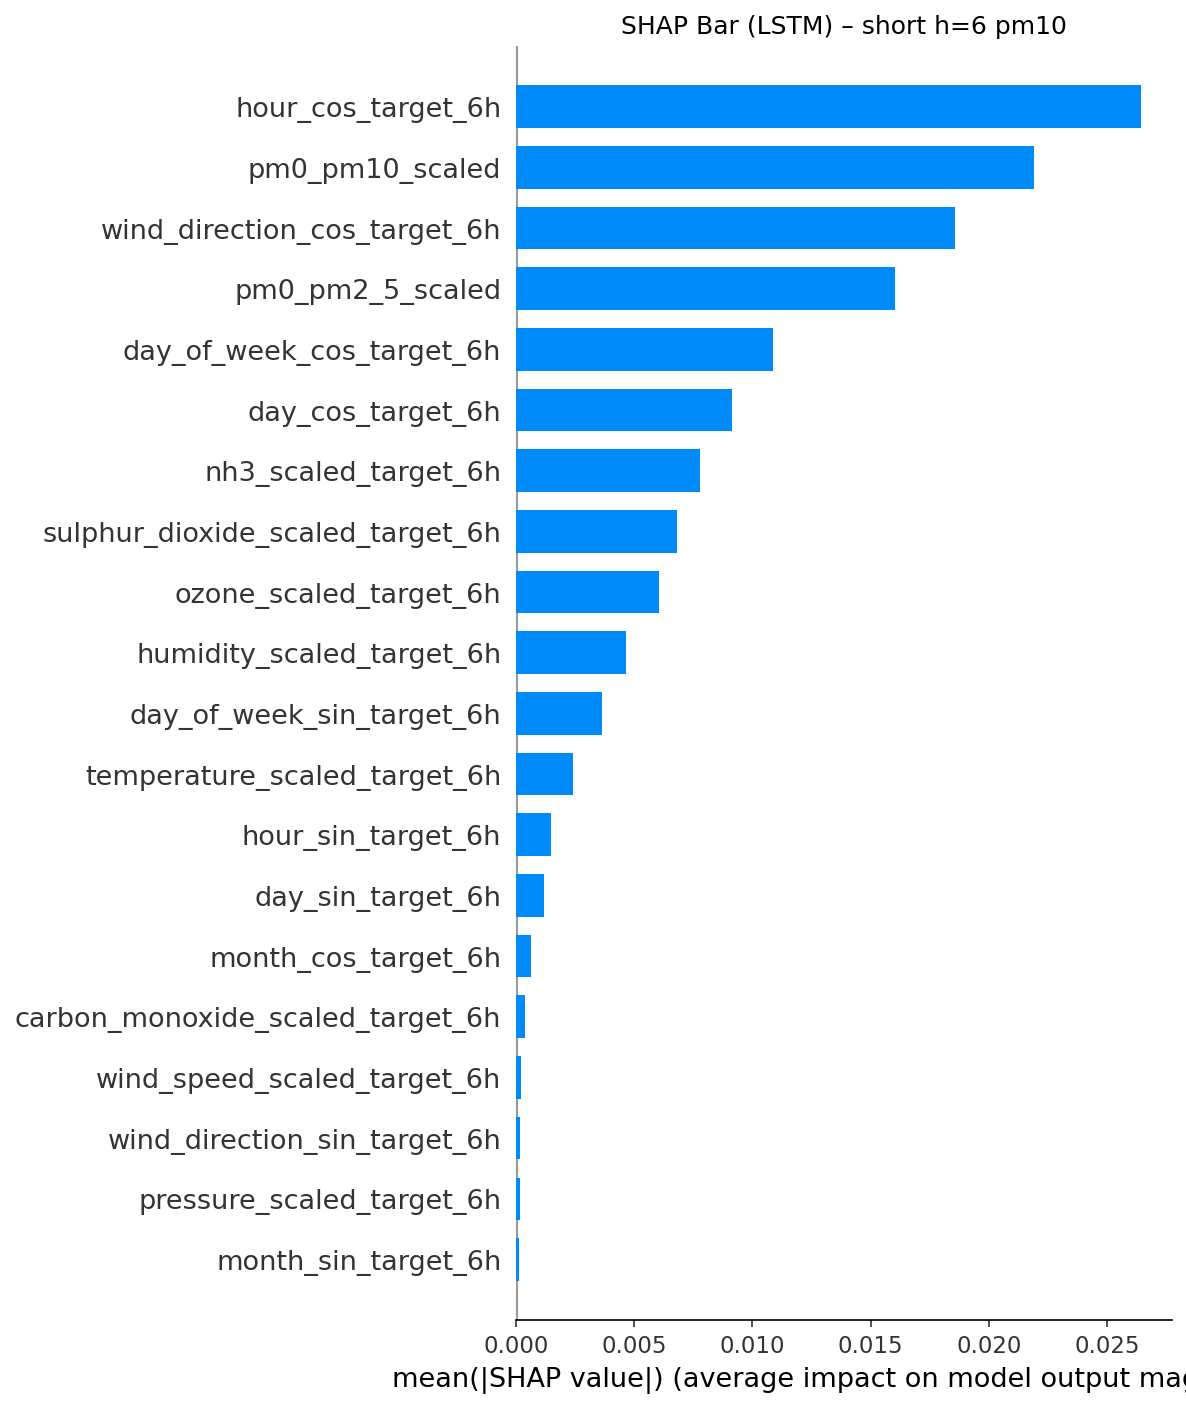 SHAP Bar (LSTM) – short h=6 pm10
hour_cos_target_6h
pm0_pm10_scaled
wind_direction_cos_target_6h
pm0_pm2_5_scaled
day_of_week_cos_target_6h
day_cos_target_6h
nh3_scaled_target_6h
sulphur_dioxide_scaled_target_6h
ozone_scaled_target_6h
humidity_scaled_target_6h
day_of_week_sin_target_6h
temperature_scaled_target_6h
hour_sin_target_6h
day_sin_target_6h
month_cos_target_6h
carbon_monoxide_scaled_target_6h
wind_speed_scaled_target_6h
wind_direction_sin_target_6h
pressure_scaled_target_6h
month_sin_target_6h
0.000 0.005 0.010 0.015 0.020 0.025
mean(|SHAP value|) (average impact on model output mag